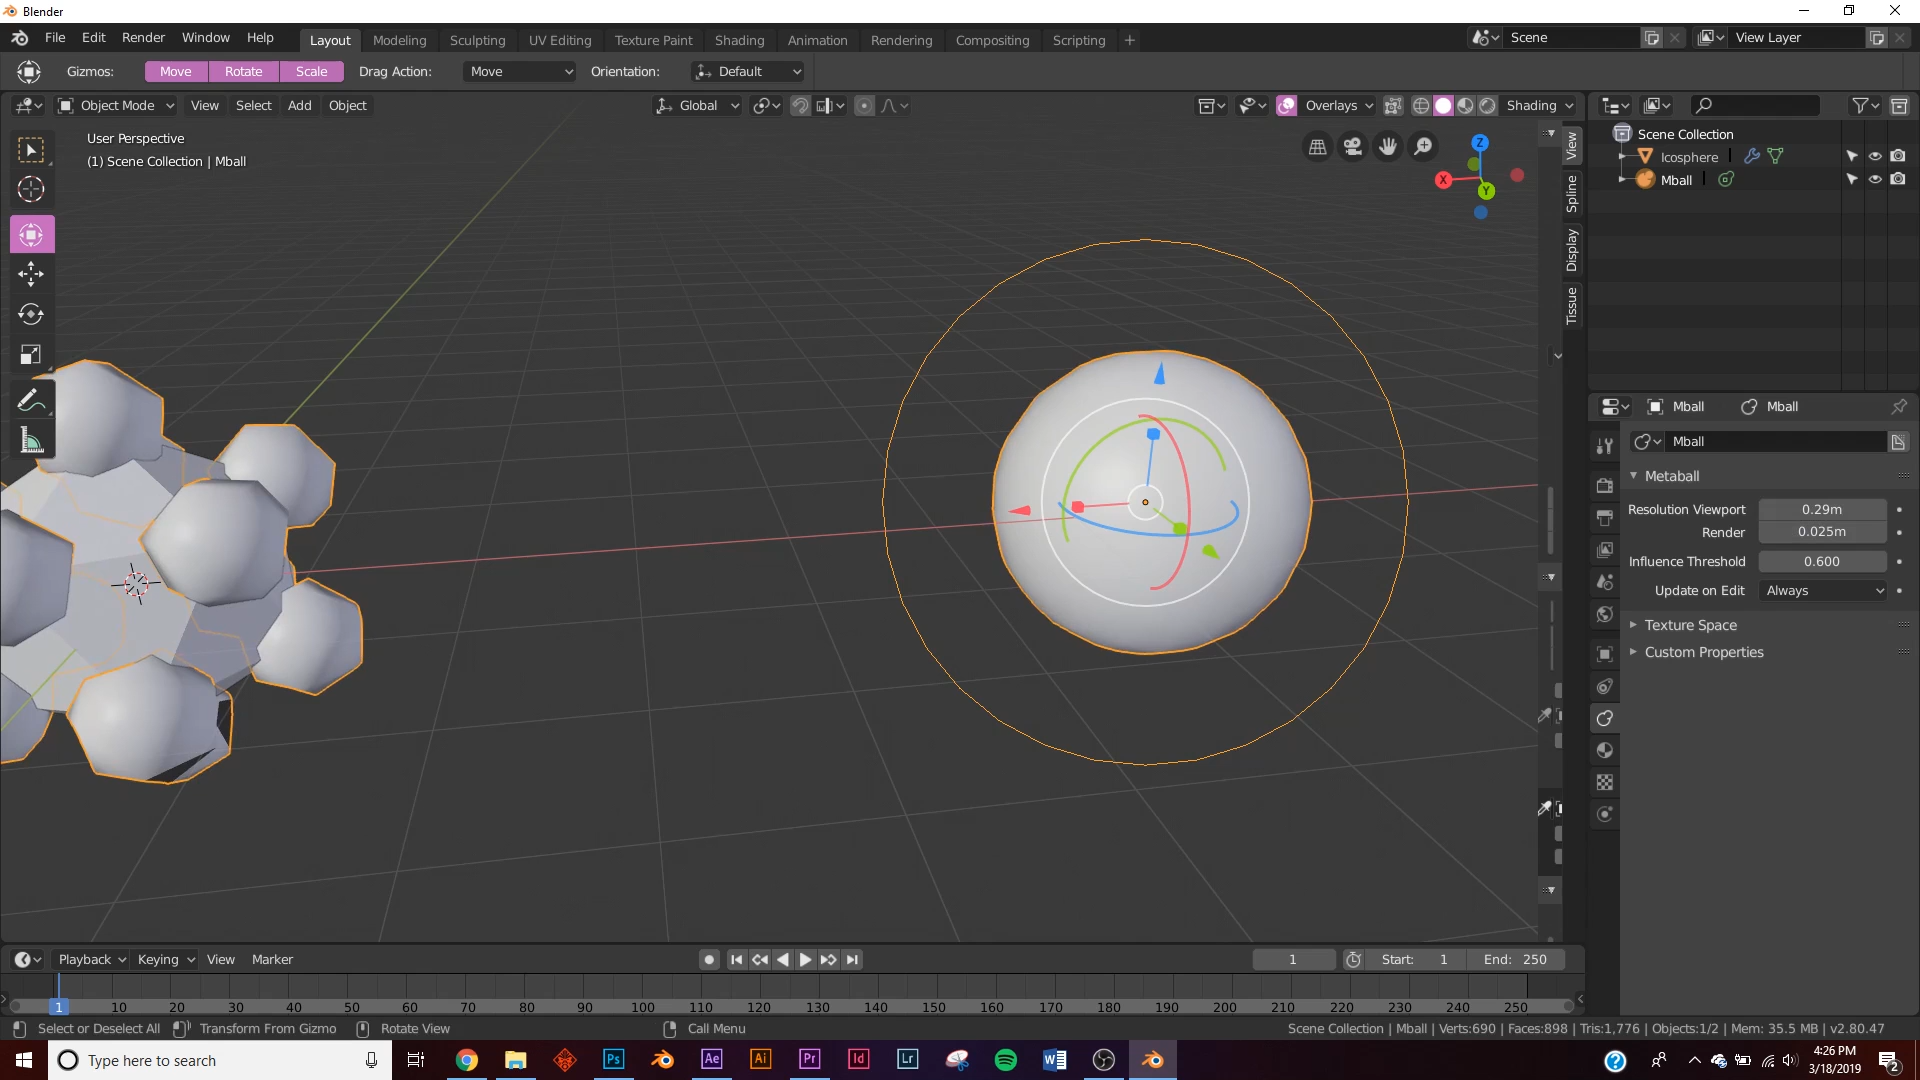 Blender
File Edit Render Window Help Layout Modeling Sculpting UV Editing Texture Paint Shading Animation Rendering Compositing Scripting + Scene View Layer
Gizmos: Move Rotate Scale Drag Action: Move Orientation: Default
Object Mode View Select Add Object Global Overlays Shading
User Perspective
(1) Scene Collection | Mball
Z
X
Y
View
Spline
Display
Tissue
Scene Collection
Icosphere
Mball
Mball Mball
Mball
Metaball
Resolution Viewport 0.29m
Render 0.025m
Influence Threshold 0.600
Update on Edit Always
Texture Space
Custom Properties
Playback Keying View Marker 1 Start: 1 End: 250
1 10 20 30 40 50 60 70 80 90 100 110 120 130 140 150 160 170 180 190 200 210 220 230 240 250
Select or Deselect All Transform From Gizmo Rotate View Call Menu Scene Collection | Mball | Verts:690 | Faces:898 | Tris:1,776 | Objects:1/2 | Mem: 35.5 MB | v2.80.47
Type here to search Ps Ae Ai Pr Id Lr W ? 4:26 PM
3/18/2019 2